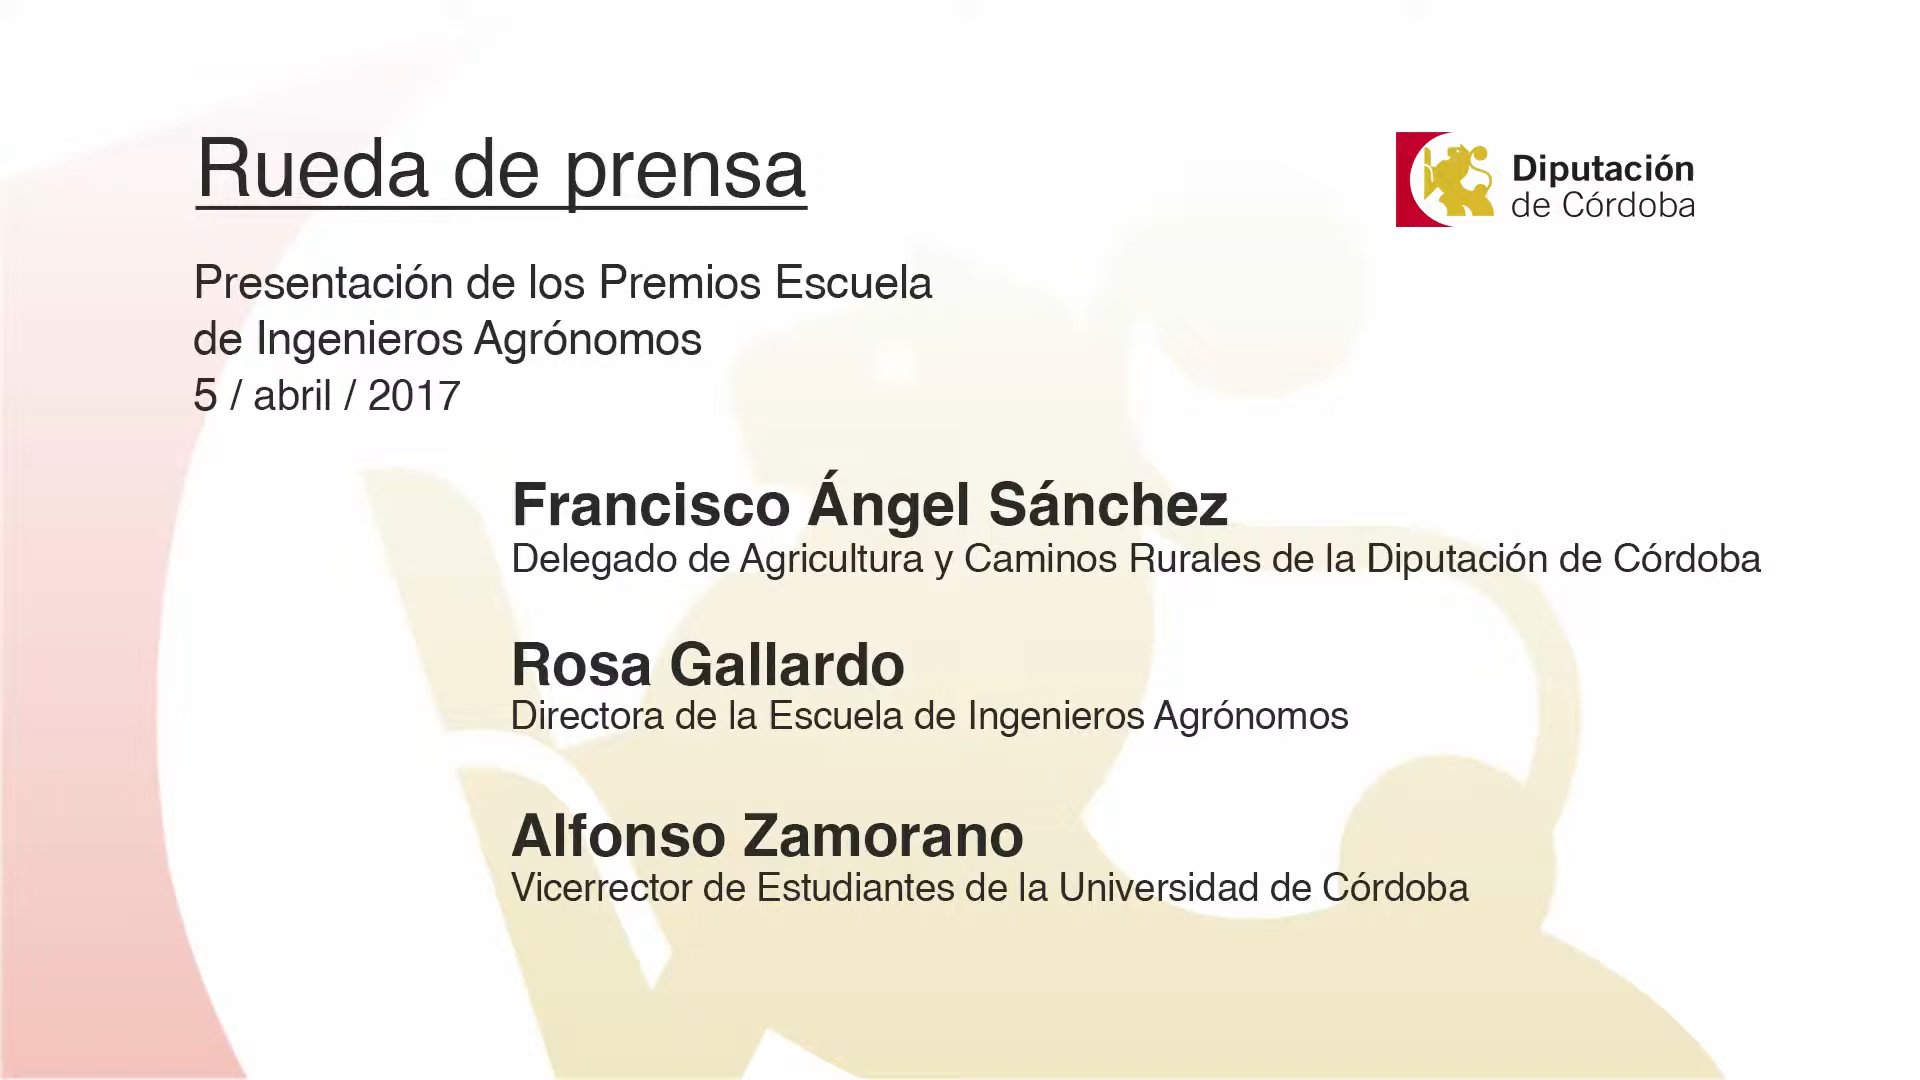 Rueda de prensa
Diputación
de Córdoba
Presentación de los Premios Escuela
de Ingenieros Agrónomos
5 / abril / 2017
Francisco Ángel Sánchez
Delegado de Agricultura y Caminos Rurales de la Diputación de Córdoba
Rosa Gallardo
Directora de la Escuela de Ingenieros Agrónomos
Alfonso Zamorano
Vicerrector de Estudiantes de la Universidad de Córdoba